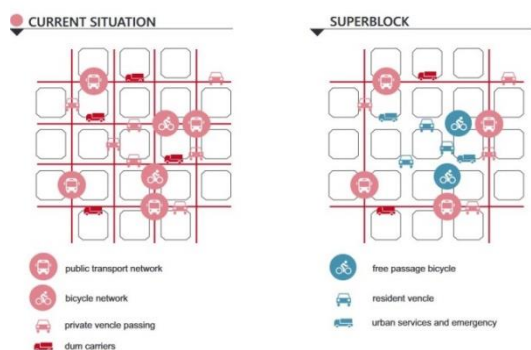 CURRENT SITUATION
public transport network
bicycle network
private vencle passing
dum carriers
SUPERBLOCK
free passage bicycle
resident vencle
urban services and emergency